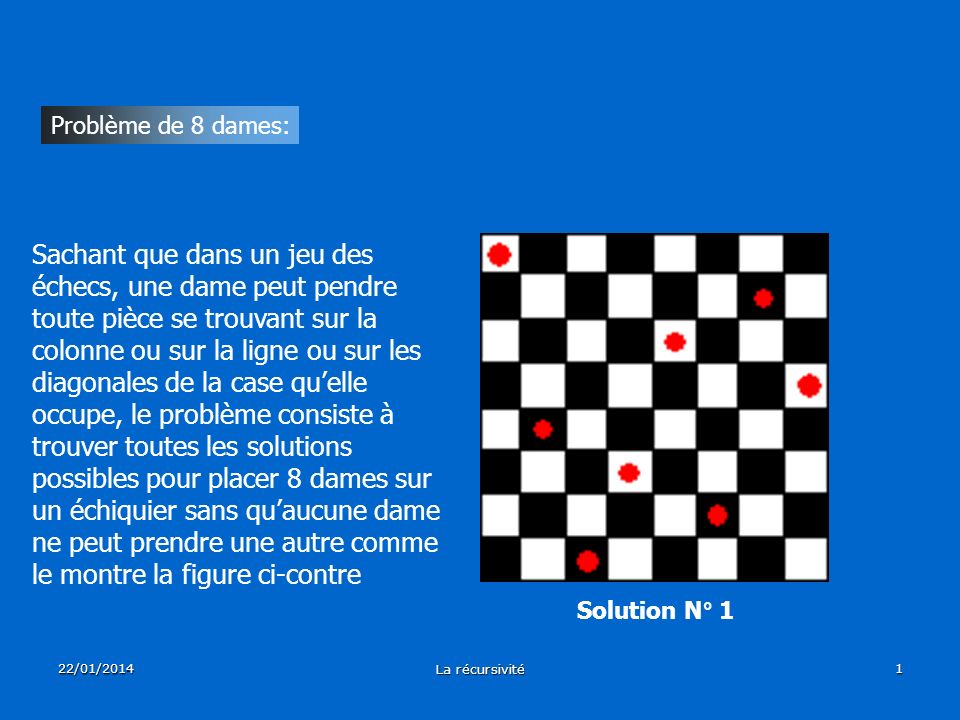 Problème de 8 dames:
Sachant que dans un jeu des
échecs, une dame peut pendre
toute pièce se trouvant sur la
colonne ou sur la ligne ou sur les
diagonales de la case qu’elle
occupe, le problème consiste à
trouver toutes les solutions
possibles pour placer 8 dames sur
un échiquier sans qu’aucune dame
ne peut prendre une autre comme
le montre la figure ci-contre
Solution N° 1
22/01/2014
La récursivité
1